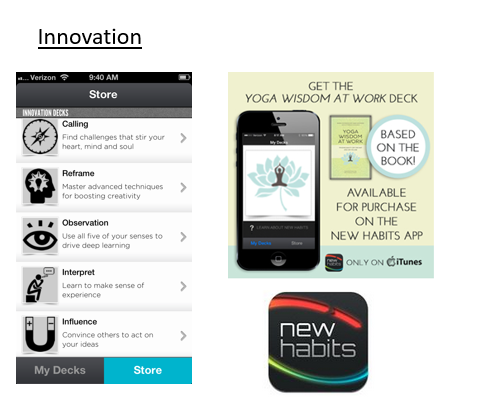 Innovation
Verizon
9:40 AM
Store
INNOVATION DECKS
Calling
Find challenges that stir your
heart, mind and soul
Reframe
Master advanced techniques
for boosting creativity
Observation
Use all five of your senses to
drive deep learning
Interpret
Learn to make sense of
experience
Influence
Convince others to act on
your ideas
My Decks
Store
GET THE
YOGA WISDOM AT WORK DECK
My Decks
YOGA
WISDOM
AT WORK
BASED
ON THE
BOOK!
? LEARN ABOUT NEW HABITS
My Decks
Store
AVAILABLE
FOR PURCHASE
ON THE
NEW HABITS APP
new
habits
ONLY ON iTunes
new
habits